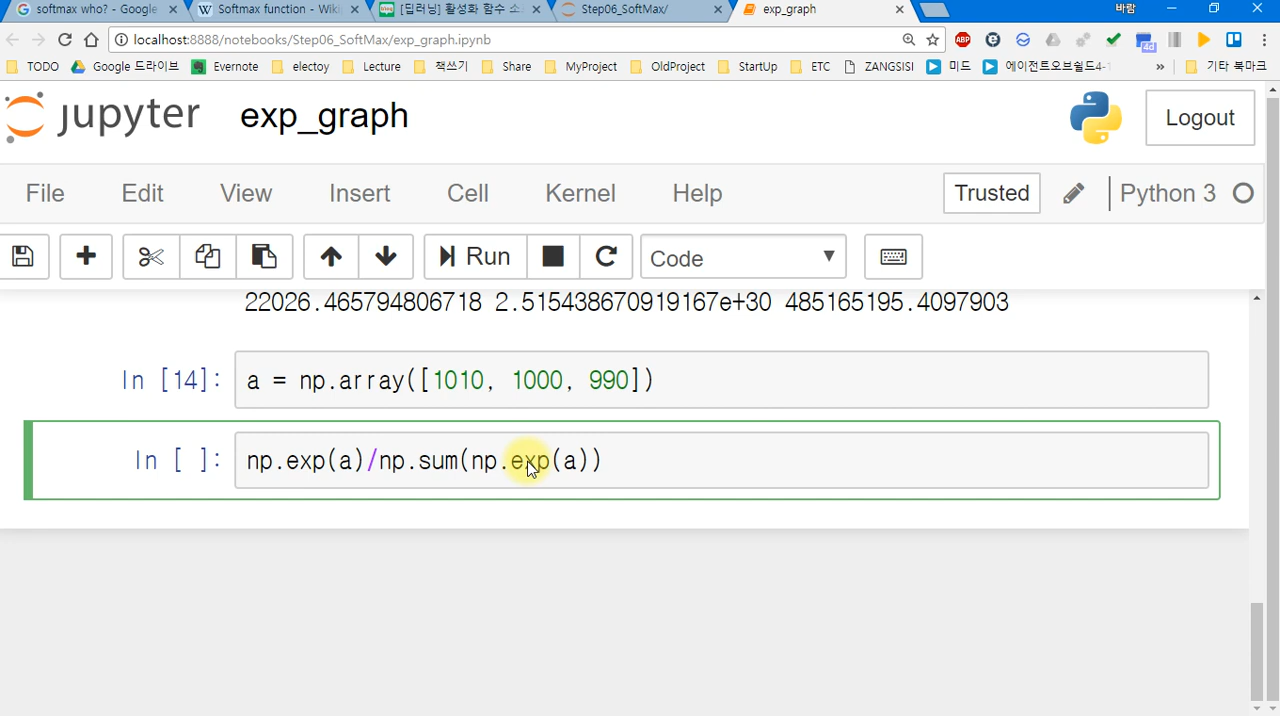 softmax who? - Google
Softmax function - Wiki
[딥러닝] 활성화 함수 소
Step06_SoftMax/
exp_graph
바람
localhost:8888/notebooks/Step06_SoftMax/exp_graph.ipynb
ABP
4d
TODO Google 드라이브 Evernote electoy Lecture 책쓰기 Share MyProject OldProject StartUp ETC ZANGSISI 미드 에이전트오브쉴드4-1 » 기타 북마크
jupyter exp_graph
Logout
File Edit View Insert Cell Kernel Help Trusted Python 3
Run Code
22026.465794806718 2.515438670919167e+30 485165195.4097903
In [14]: a = np.array([1010, 1000, 990])
In [ ]: np.exp(a)/np.sum(np.exp(a))